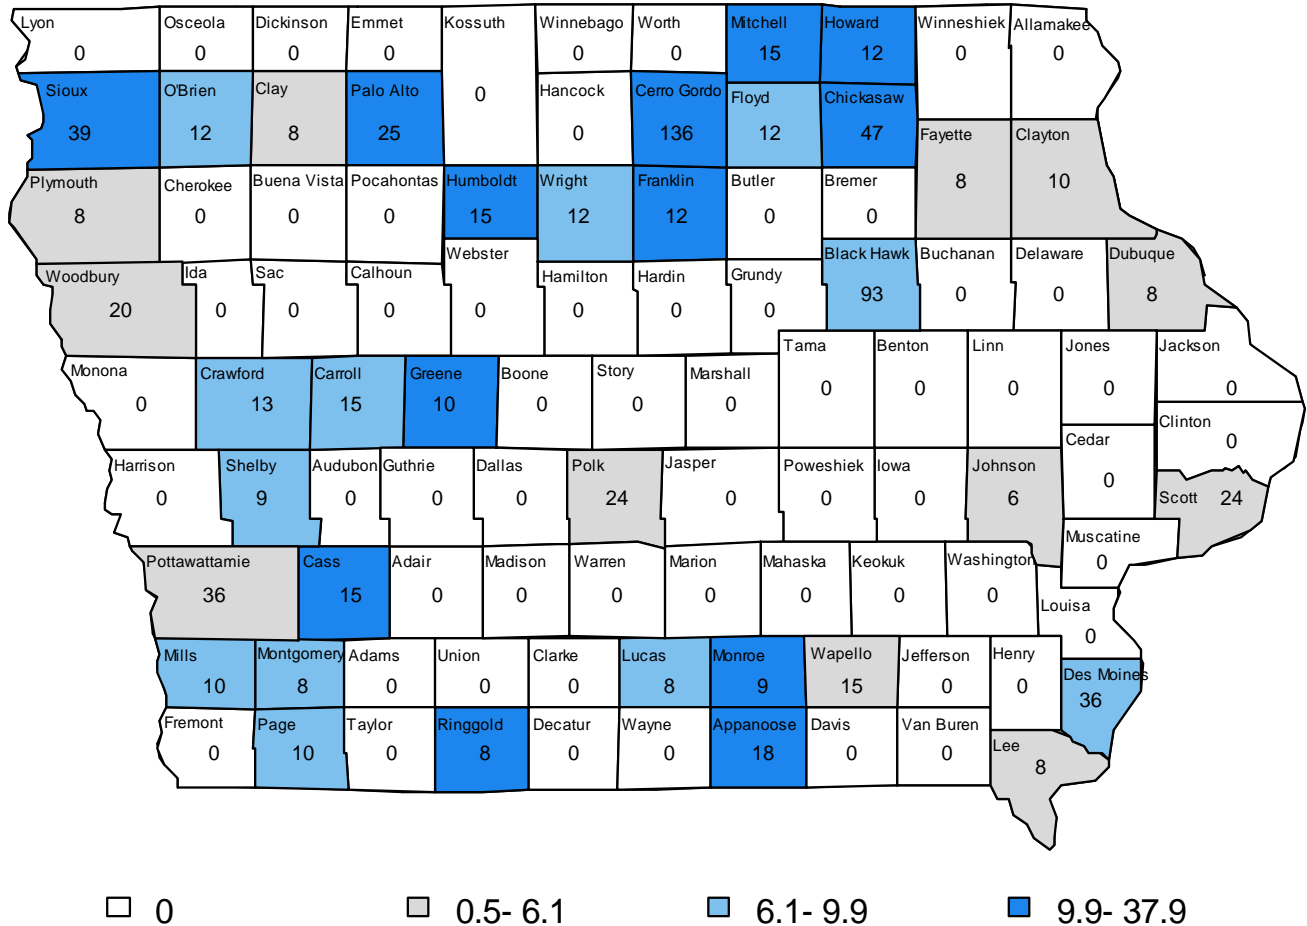 Lyon Osceola Dickinson Emmet Kossuth Winnebago Worth Mitchell Howard Winneshiek Allamakee
0 0 0 0 0 0 15 12 0 0
Sioux O'Brien Clay Palo Alto 0 Hancock Cerro Gordo Floyd Chickasaw
39 12 8 25 0 136 12 47 Fayette Clayton
Plymouth Cherokee Buena Vista Pocahontas Humboldt Wright Franklin Butler Bremer 8 10
8 0 0 0 15 12 12 0 0
Webster Black Hawk Buchanan Delaware Dubuque
Woodbury Ida Sac Calhoun Hamilton Hardin Grundy
20 0 0 0 0 0 0 0 93 0 0 8
Tama Benton Linn Jones Jackson
Monona Crawford Carroll Greene Boone Story Marshall
0 13 15 10 0 0 0 0 0 0 0 0
Clinton
0
Harrison Shelby Audubon Guthrie Dallas Polk Jasper Poweshiek Iowa Johnson Cedar
0 9 0 0 0 24 0 0 0 6 0 Scott 24
Muscatine
0
Pottawattamie Cass Adair Madison Warren Marion Mahaska Keokuk Washington
36 15 0 0 0 0 0 0 0
Louisa
0
Mills Montgomery Adams Union Clarke Lucas Monroe Wapello Jefferson Henry Des Moines
10 8 0 0 0 8 9 15 0 0 36
Fremont Page Taylor Ringgold Decatur Wayne Appanoose Davis Van Buren Lee
0 10 0 8 0 0 18 0 0 8
0 0.5- 6.1 6.1- 9.9 9.9- 37.9